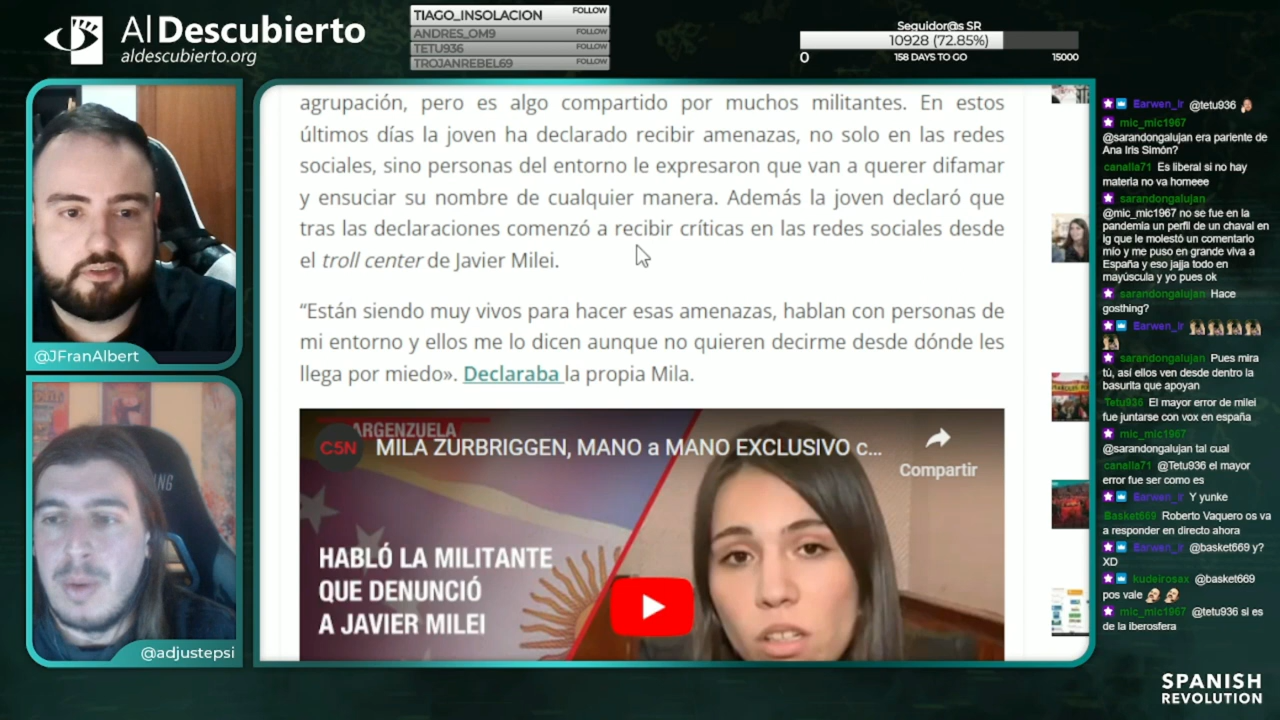 Al Descubierto
aldescubierto.org
TIAGO_INSOLACION FOLLOW
ANDRES_OM9 FOLLOW
TETU936 FOLLOW
TROJANREBEL69 FOLLOW
Seguidor@s SR
10928 (72.85%)
0 158 DAYS TO GO 15000
@JFranAlbert
@adjustepsi
agrupación, pero es algo compartido por muchos militantes. En estos
últimos días la joven ha declarado recibir amenazas, no solo en las redes
sociales, sino personas del entorno le expresaron que van a querer difamar
y ensuciar su nombre de cualquier manera. Además la joven declaró que
tras las declaraciones comenzó a recibir críticas en las redes sociales desde
el troll center de Javier Milei.
“Están siendo muy vivos para hacer esas amenazas, hablan con personas de
mi entorno y ellos me lo dicen aunque no quieren decirme desde dónde les
llega por miedo». Declaraba la propia Mila.
ARGENZUELA
C5N MILA ZURBRIGGEN, MANO a MANO EXCLUSIVO c...
Compartir
HABLÓ LA MILITANTE
QUE DENUNCIÓ
A JAVIER MILEI
Earwen_ir @tetu936
mic_mic1967
@sarandongalujan era pariente de
Ana Iris Simón?
canalla71 Es liberal si no hay
materia no va homeee
sarandongalujan
@mic_mic1967 no se fue en la
pandemia un perfil de un chaval en
ig que le molestó un comentario
mío y me puso en grande viva a
España y eso jajja todo en
mayúscula y yo pues ok
sarandongalujan Hace
gosthing?
Earwen_ir
sarandongalujan Pues mira
tú, así ellos ven desde dentro la
basurita que apoyan
Tetu936 El mayor error de milei
fue juntarse con vox en españa
mic_mic1967
@sarandongalujan tal cual
canalla71 @Tetu936 el mayor
error fue ser como es
Earwen_ir Y yunke
Basket669 Roberto Vaquero os va
a responder en directo ahora
Earwen_ir @basket669 y?
XD
kudeirosax @basket669
pos vale
mic_mic1967 @tetu936 si es
de la iberosfera
SPANISH
REVOLUTION